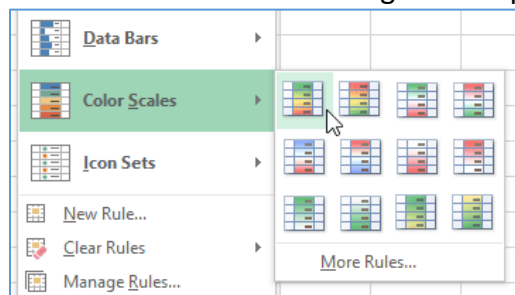 Data Bars
Color Scales
Icon Sets
New Rule...
Clear Rules
Manage Rules...
More Rules...